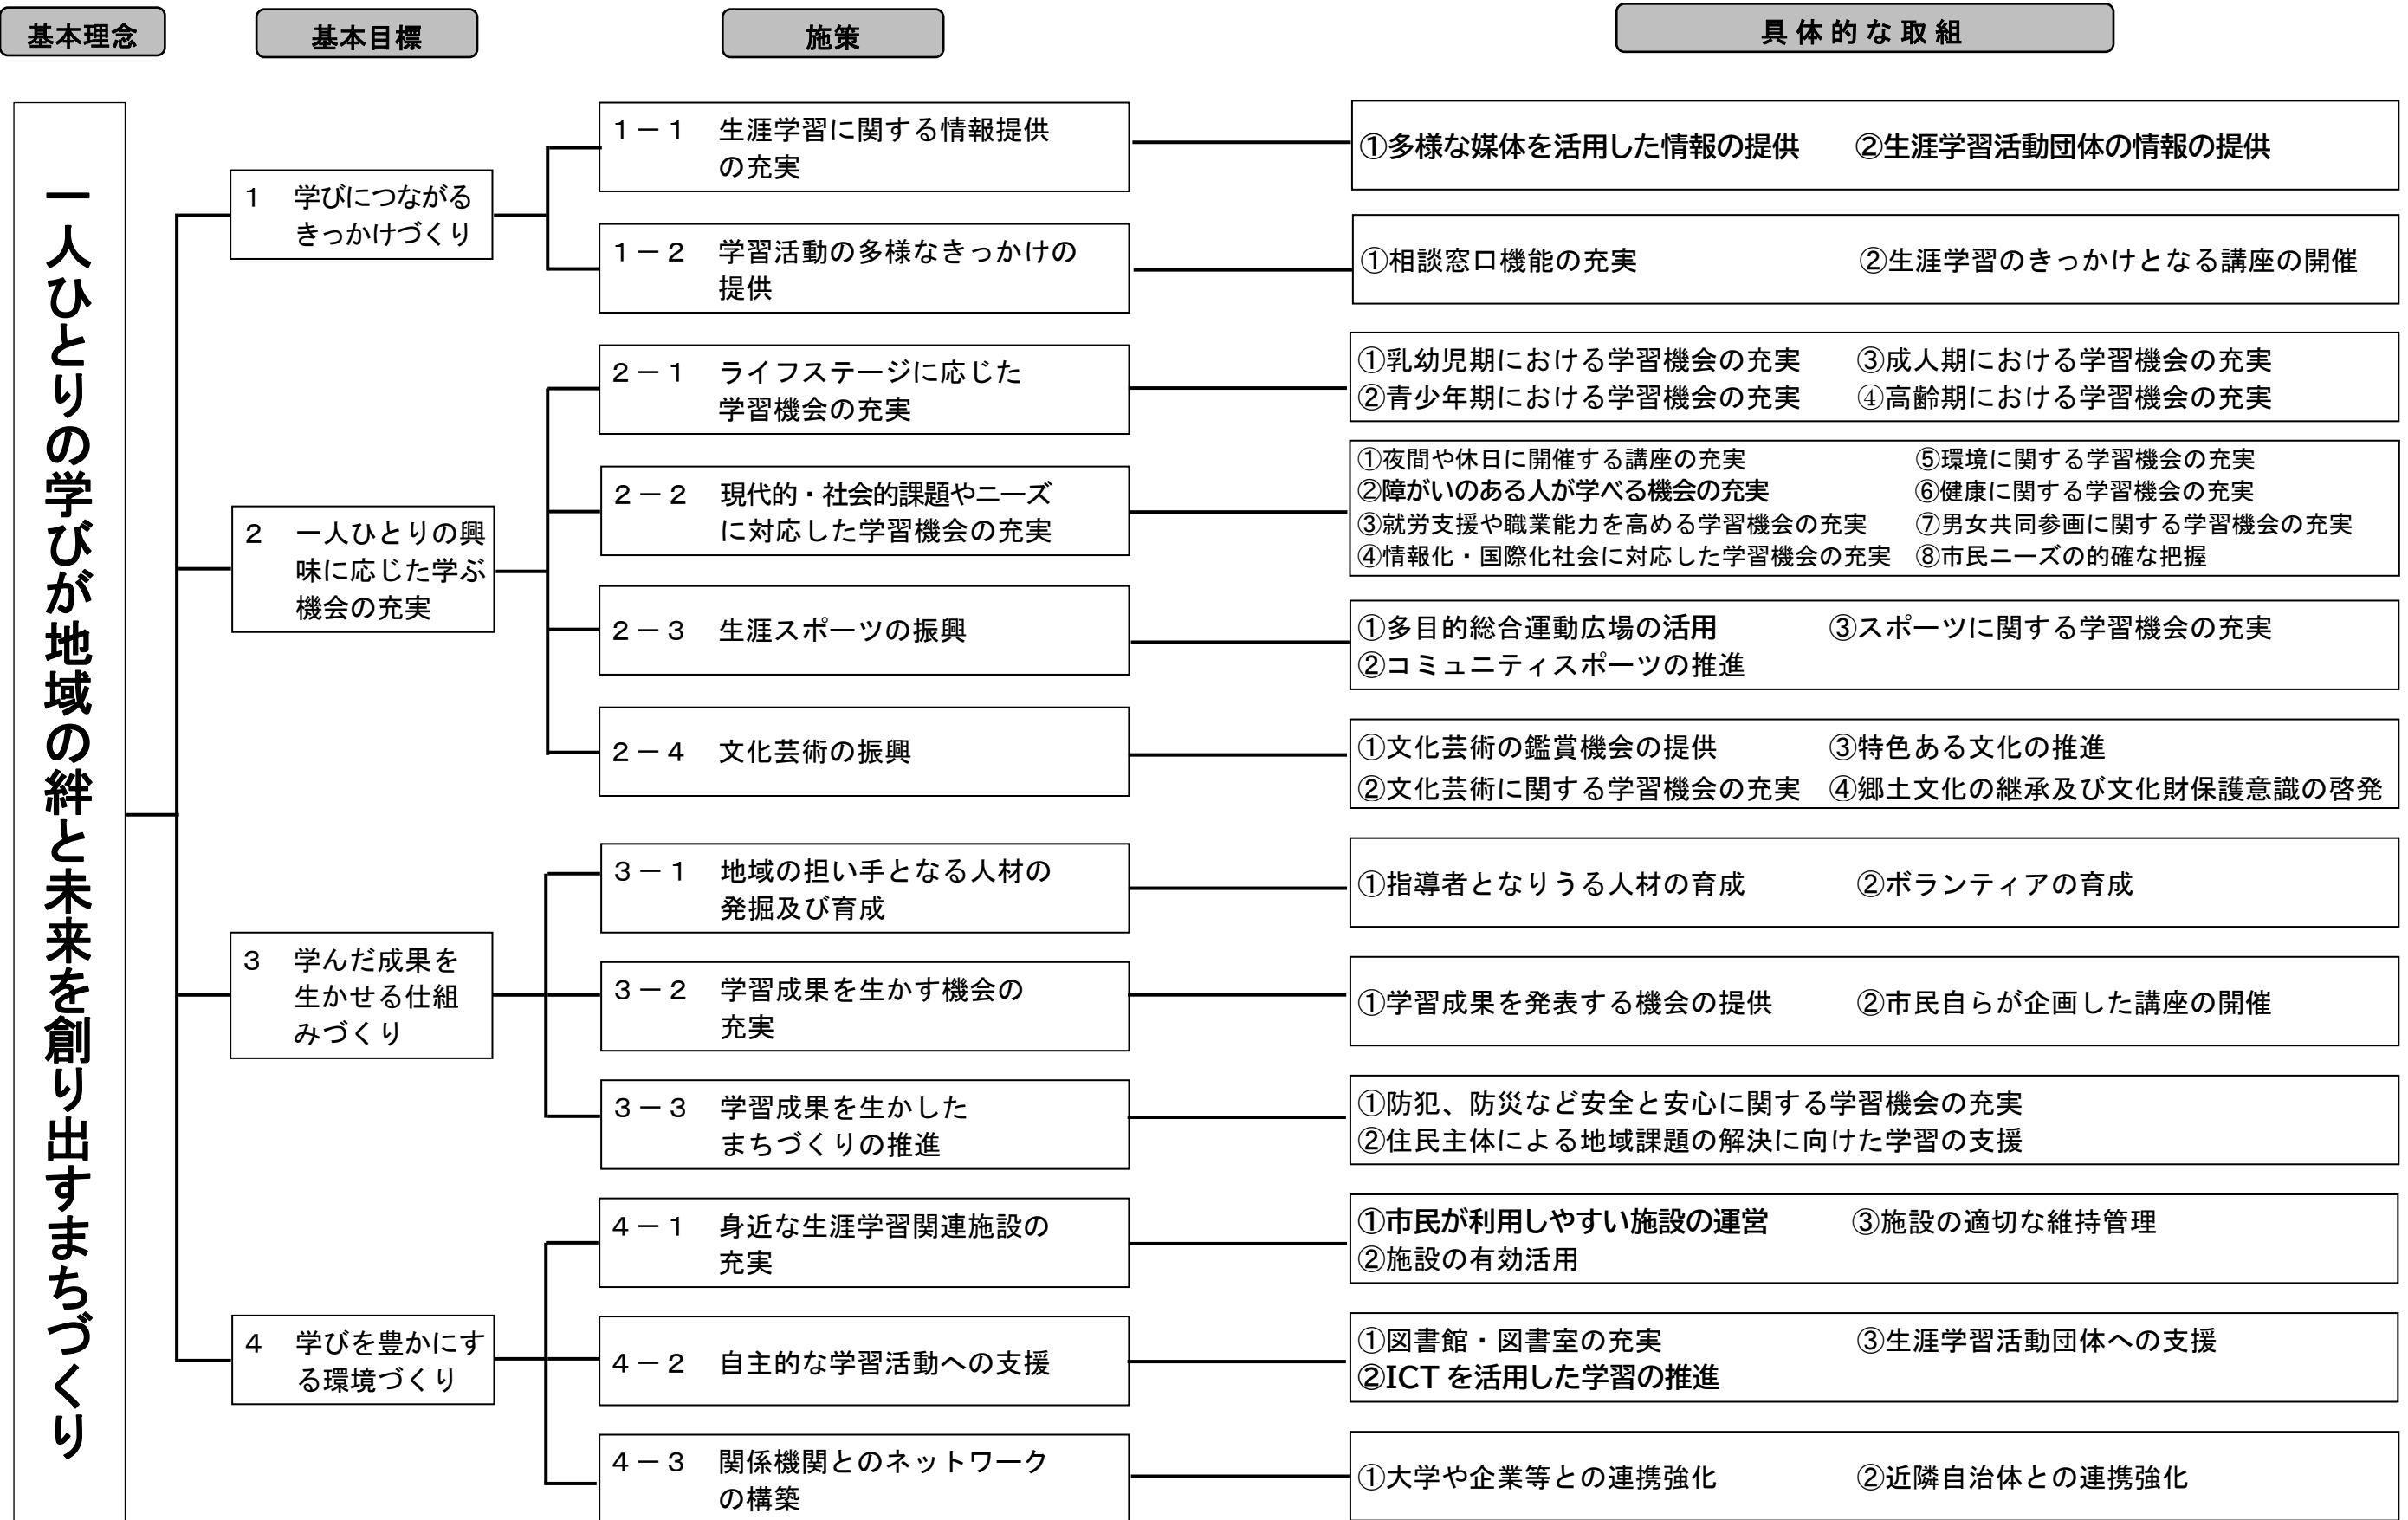 基本理念
基本目標
施策
具体的な取組
一人ひとりの学びが地域の絆と未来を創り出すまちづくり
1 学びにつながる
きっかけづくり
1－1 生涯学習に関する情報提供
の充実
①多様な媒体を活用した情報の提供 ②生涯学習活動団体の情報の提供
1－2 学習活動の多様なきっかけの
提供
①相談窓口機能の充実 ②生涯学習のきっかけとなる講座の開催
2 一人ひとりの興
味に応じた学ぶ
機会の充実
2－1 ライフステージに応じた
学習機会の充実
①乳幼児期における学習機会の充実 ③成人期における学習機会の充実
②青少年期における学習機会の充実 ④高齢期における学習機会の充実
2－2 現代的・社会的課題やニーズ
に対応した学習機会の充実
①夜間や休日に開催する講座の充実 ⑤環境に関する学習機会の充実
②障がいのある人が学べる機会の充実 ⑥健康に関する学習機会の充実
③就労支援や職業能力を高める学習機会の充実 ⑦男女共同参画に関する学習機会の充実
④情報化・国際化社会に対応した学習機会の充実 ⑧市民ニーズの的確な把握
2－3 生涯スポーツの振興
①多目的総合運動広場の活用 ③スポーツに関する学習機会の充実
②コミュニティスポーツの推進
2－4 文化芸術の振興
①文化芸術の鑑賞機会の提供 ③特色ある文化の推進
②文化芸術に関する学習機会の充実 ④郷土文化の継承及び文化財保護意識の啓発
3 学んだ成果を
生かせる仕組
みづくり
3－1 地域の担い手となる人材の
発掘及び育成
①指導者となりうる人材の育成 ②ボランティアの育成
3－2 学習成果を生かす機会の
充実
①学習成果を発表する機会の提供 ②市民自らが企画した講座の開催
3－3 学習成果を生かした
まちづくりの推進
①防犯、防災など安全と安心に関する学習機会の充実
②住民主体による地域課題の解決に向けた学習の支援
4 学びを豊かにす
る環境づくり
4－1 身近な生涯学習関連施設の
充実
①市民が利用しやすい施設の運営 ③施設の適切な維持管理
②施設の有効活用
4－2 自主的な学習活動への支援
①図書館・図書室の充実 ③生涯学習活動団体への支援
②ICT を活用した学習の推進
4－3 関係機関とのネットワーク
の構築
①大学や企業等との連携強化 ②近隣自治体との連携強化